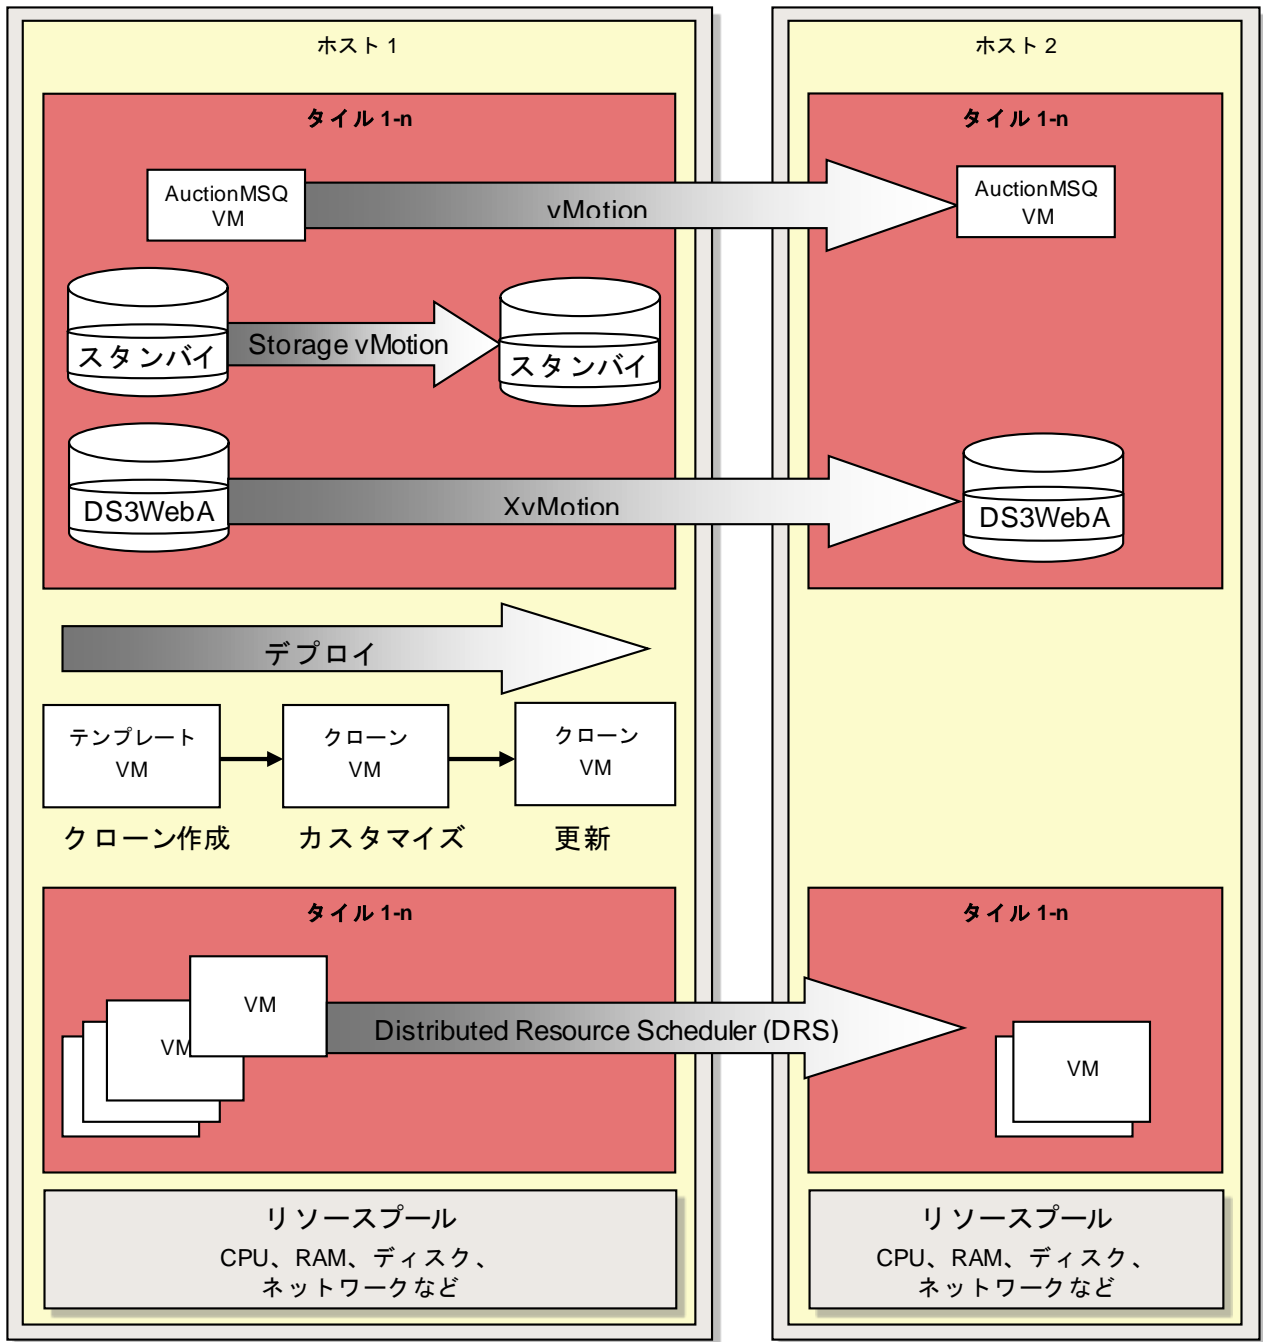 ホスト 1
タイル 1-n
AuctionMSQ
VM
vMotion
スタンバイ
Storage vMotion
スタンバイ
DS3WebA
XvMotion
デプロイ
テンプレート
VM
クローン
VM
クローン
VM
クローン作成
カスタマイズ
更新
タイル 1-n
VM
VM
Distributed Resource Scheduler (DRS)
リソースプール
CPU、RAM、ディスク、
ネットワークなど
ホスト 2
タイル 1-n
AuctionMSQ
VM
DS3WebA
タイル 1-n
VM
リソースプール
CPU、RAM、ディスク、
ネットワークなど